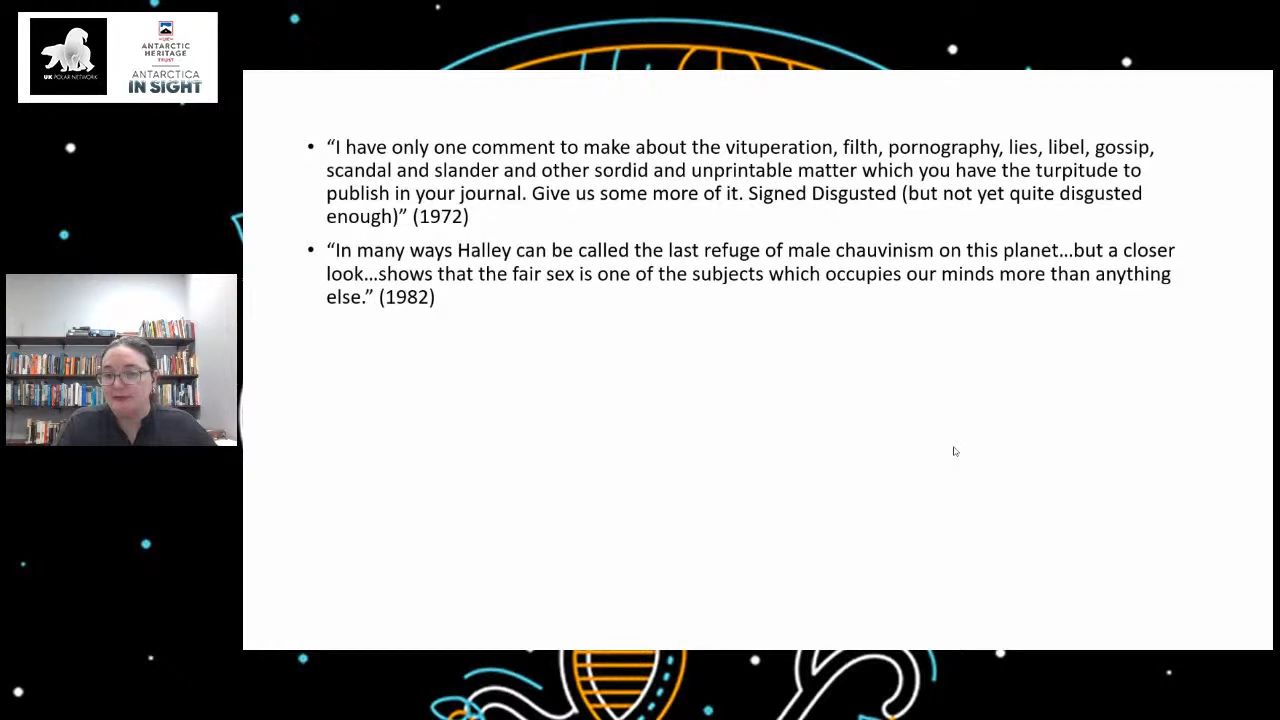 UK POLAR NETWORK
UK
ANTARCTIC
HERITAGE
TRUST
ANTARCTICA
IN SIGHT
• “I have only one comment to make about the vituperation, filth, pornography, lies, libel, gossip,
scandal and slander and other sordid and unprintable matter which you have the turpitude to
publish in your journal. Give us some more of it. Signed Disgusted (but not yet quite disgusted
enough)” (1972)
• “In many ways Halley can be called the last refuge of male chauvinism on this planet…but a closer
look…shows that the fair sex is one of the subjects which occupies our minds more than anything
else.” (1982)